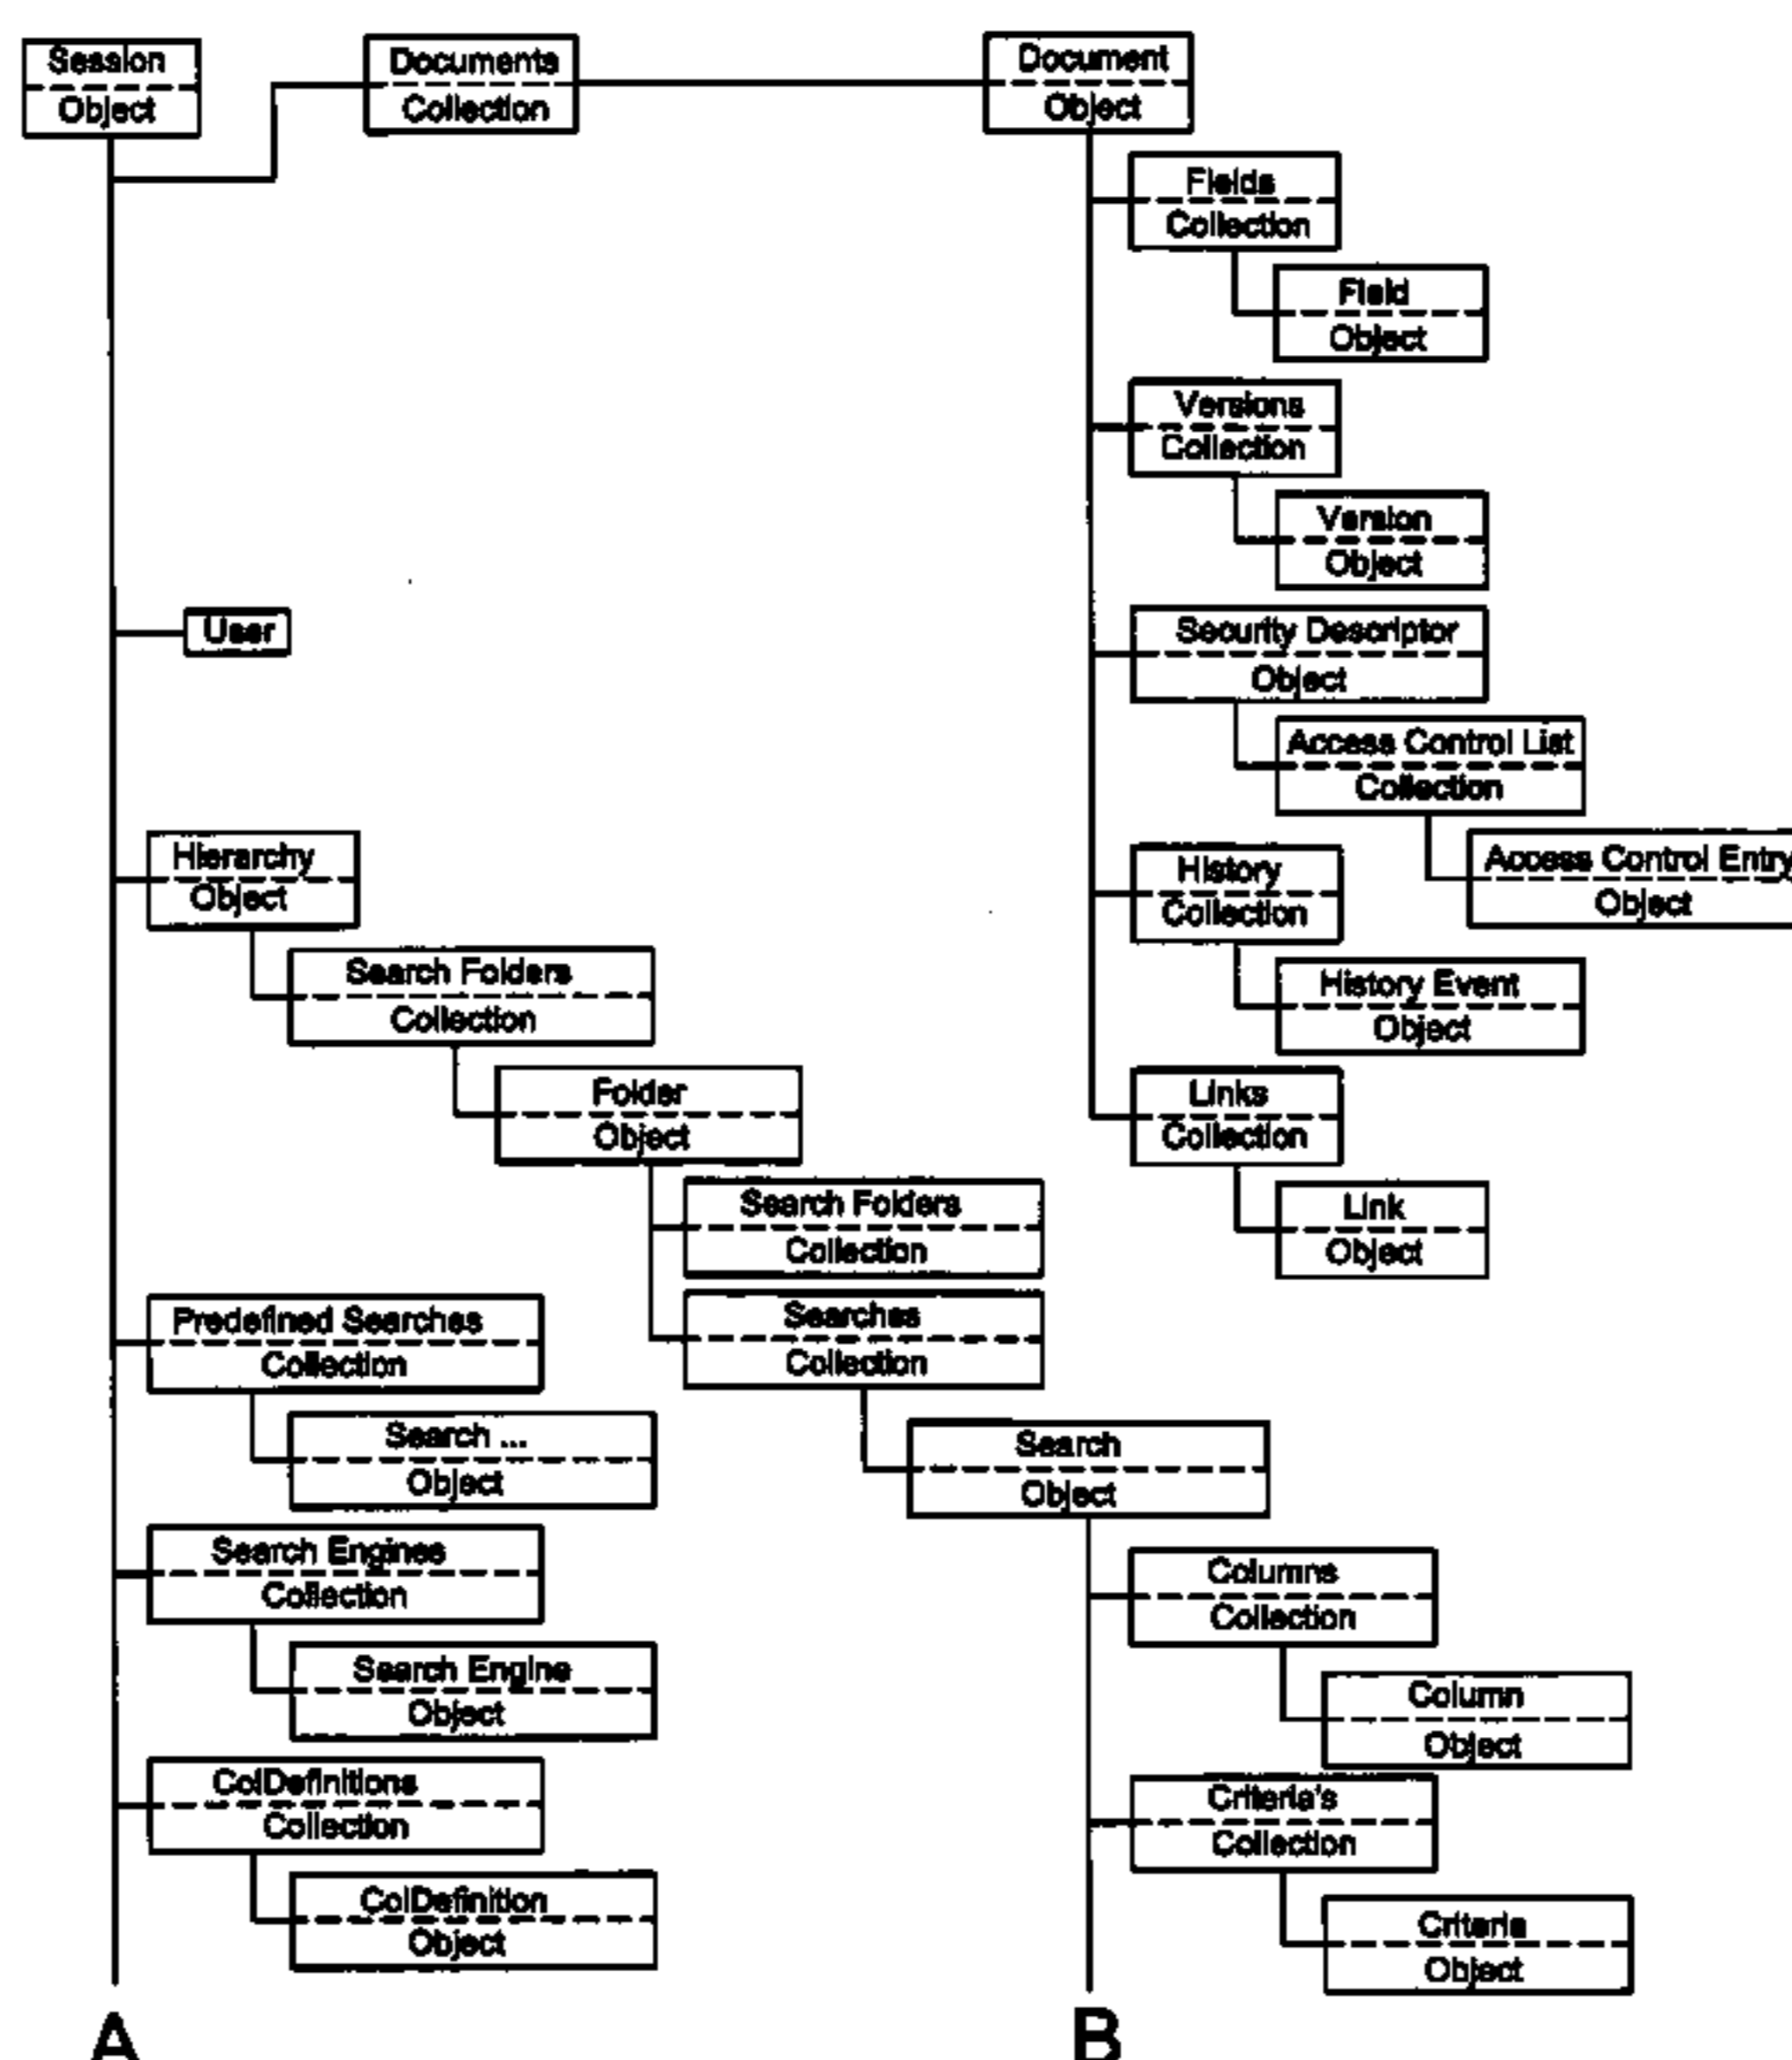 Session
Object
Documents
Collection
Document
Object
Fields
Collection
Field
Object
Versions
Collection
Version
Object
User
Security Descriptor
Object
Access Control List
Collection
Hierarchy
Object
Access Control Entry
Object
History
Collection
Search Folders
Collection
History Event
Object
Folder
Object
Links
Collection
Search Folders
Collection
Link
Object
Predefined Searches
Collection
Searches
Collection
Search ...
Object
Search
Object
Search Engines
Collection
Columns
Collection
Search Engine
Object
Column
Object
ColDefinitions
Collection
Criteria's
Collection
ColDefinition
Object
Criteria
Object
A
B